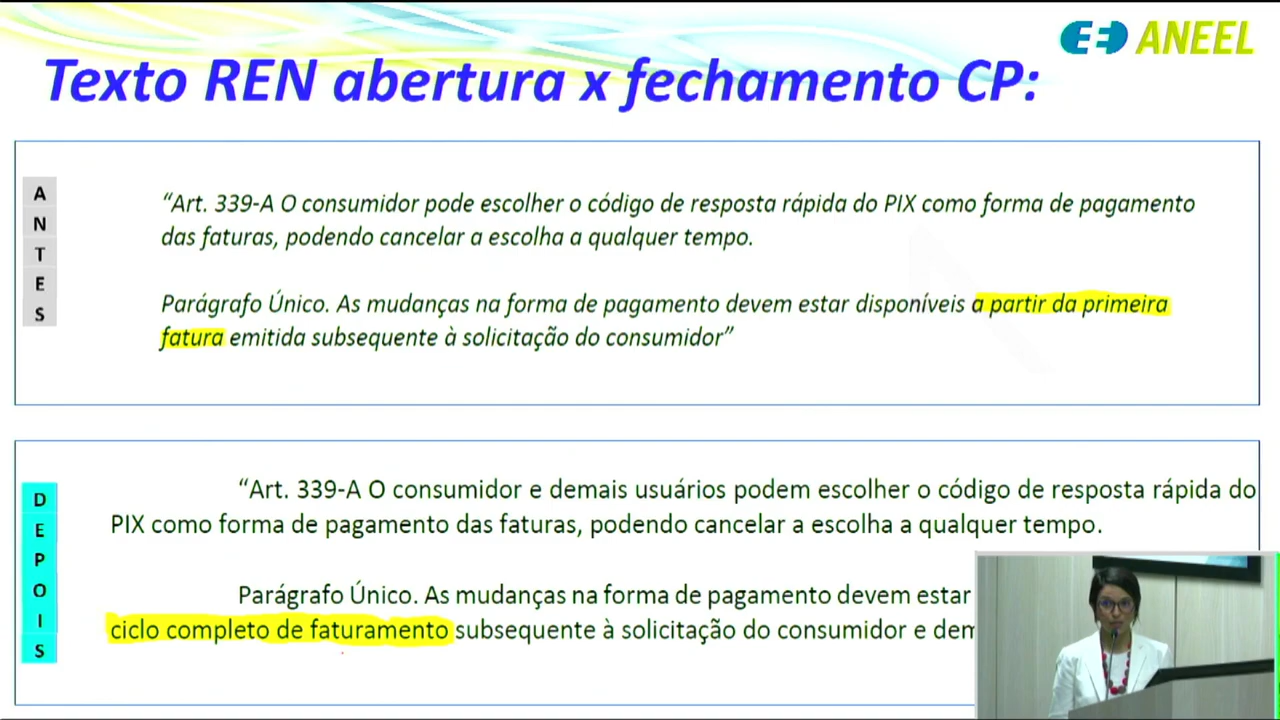 ANEEL
Texto REN abertura x fechamento CP:
ANTES
“Art. 339-A O consumidor pode escolher o código de resposta rápida do PIX como forma de pagamento
das faturas, podendo cancelar a escolha a qualquer tempo.
Parágrafo Único. As mudanças na forma de pagamento devem estar disponíveis a partir da primeira
fatura emitida subsequente à solicitação do consumidor”
DEPOIS
“Art. 339-A O consumidor e demais usuários podem escolher o código de resposta rápida do
PIX como forma de pagamento das faturas, podendo cancelar a escolha a qualquer tempo.
Parágrafo Único. As mudanças na forma de pagamento devem estar
ciclo completo de faturamento subsequente à solicitação do consumidor e dem